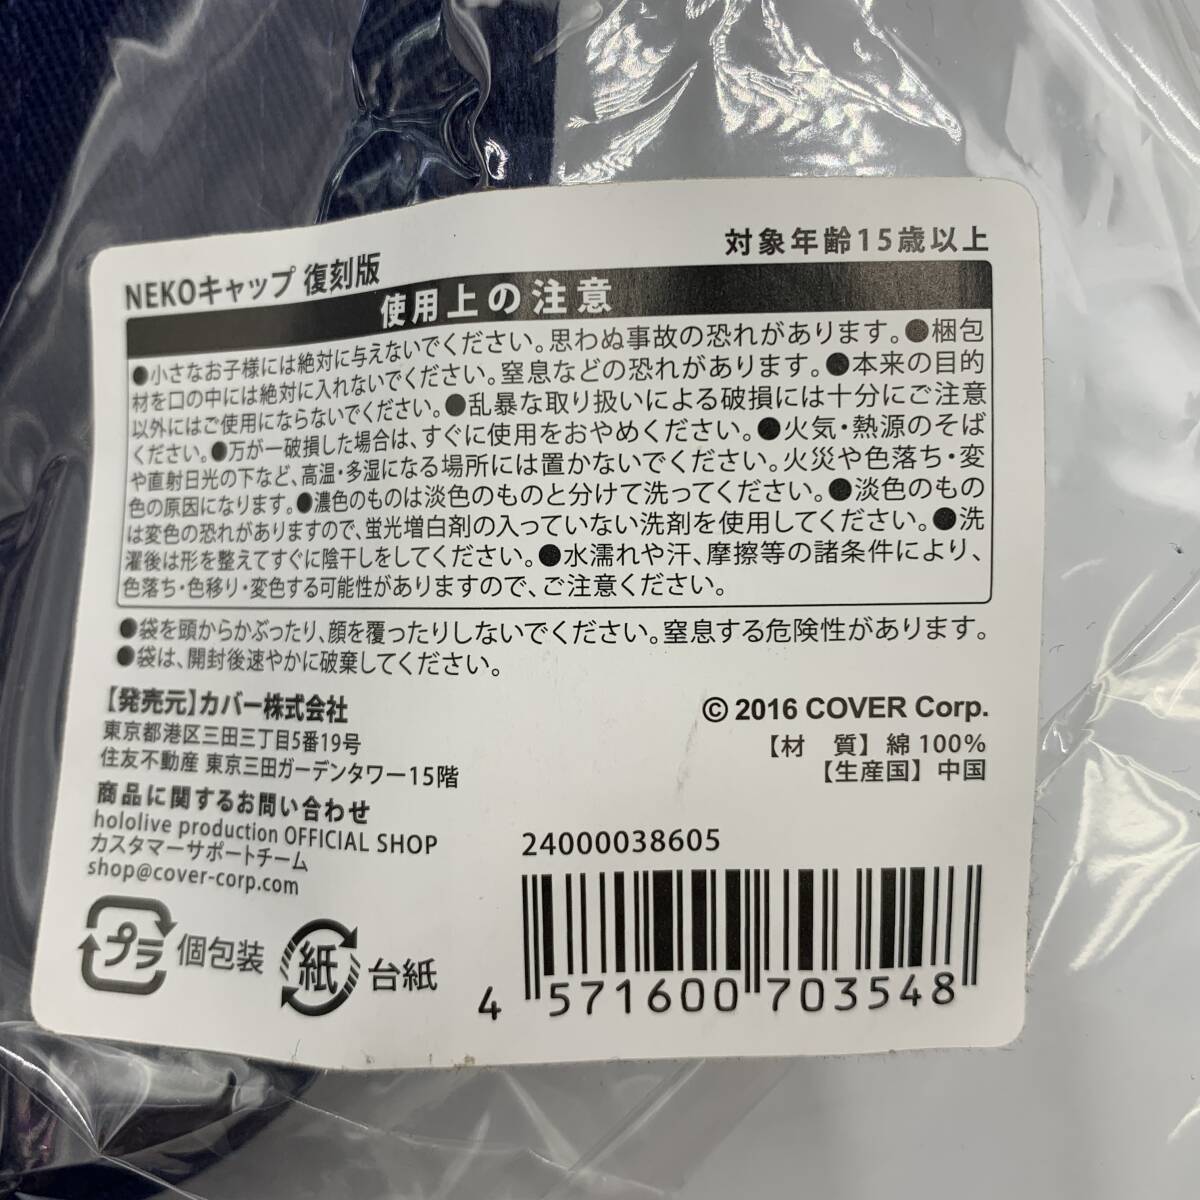 NEKOキャップ 復刻版
対象年齢15歳以上
使用上の注意
●小さなお子様には絶対に与えないでください。思わぬ事故の恐れがあります。●梱包
材を口の中には絶対に入れないでください。窒息などの恐れがあります。●本来の目的
以外にはご使用にならないでください。●乱暴な取り扱いによる破損には十分にご注意
ください。●万が一破損した場合は、すぐに使用をおやめください。●火気・熱源のそば
や直射日光の下など、高温・多湿になる場所には置かないでください。火災や色落ち・変
色の原因になります。●濃色のものは淡色のものと分けて洗ってください。●淡色のもの
は変色の恐れがありますので、蛍光増白剤の入っていない洗剤を使用してください。●洗
濯後は形を整えてすぐに陰干しをしてください。●水濡れや汗、摩擦等の諸条件により、
色落ち・色移り・変色する可能性がありますので、ご注意ください。
●袋を頭からかぶったり、顔を覆ったりしないでください。窒息する危険性があります。
●袋は、開封後速やかに破棄してください。
【発売元】カバー株式会社
東京都港区三田三丁目5番19号
住友不動産 東京三田ガーデンタワー15階
商品に関するお問い合わせ
hololive production OFFICIAL SHOP
カスタマーサポートチーム
shop@cover-corp.com
© 2016 COVER Corp.
【材　質】綿100%
【生産国】中国
24000038605
プラ 個包装
紙 台紙
4 571600 703548